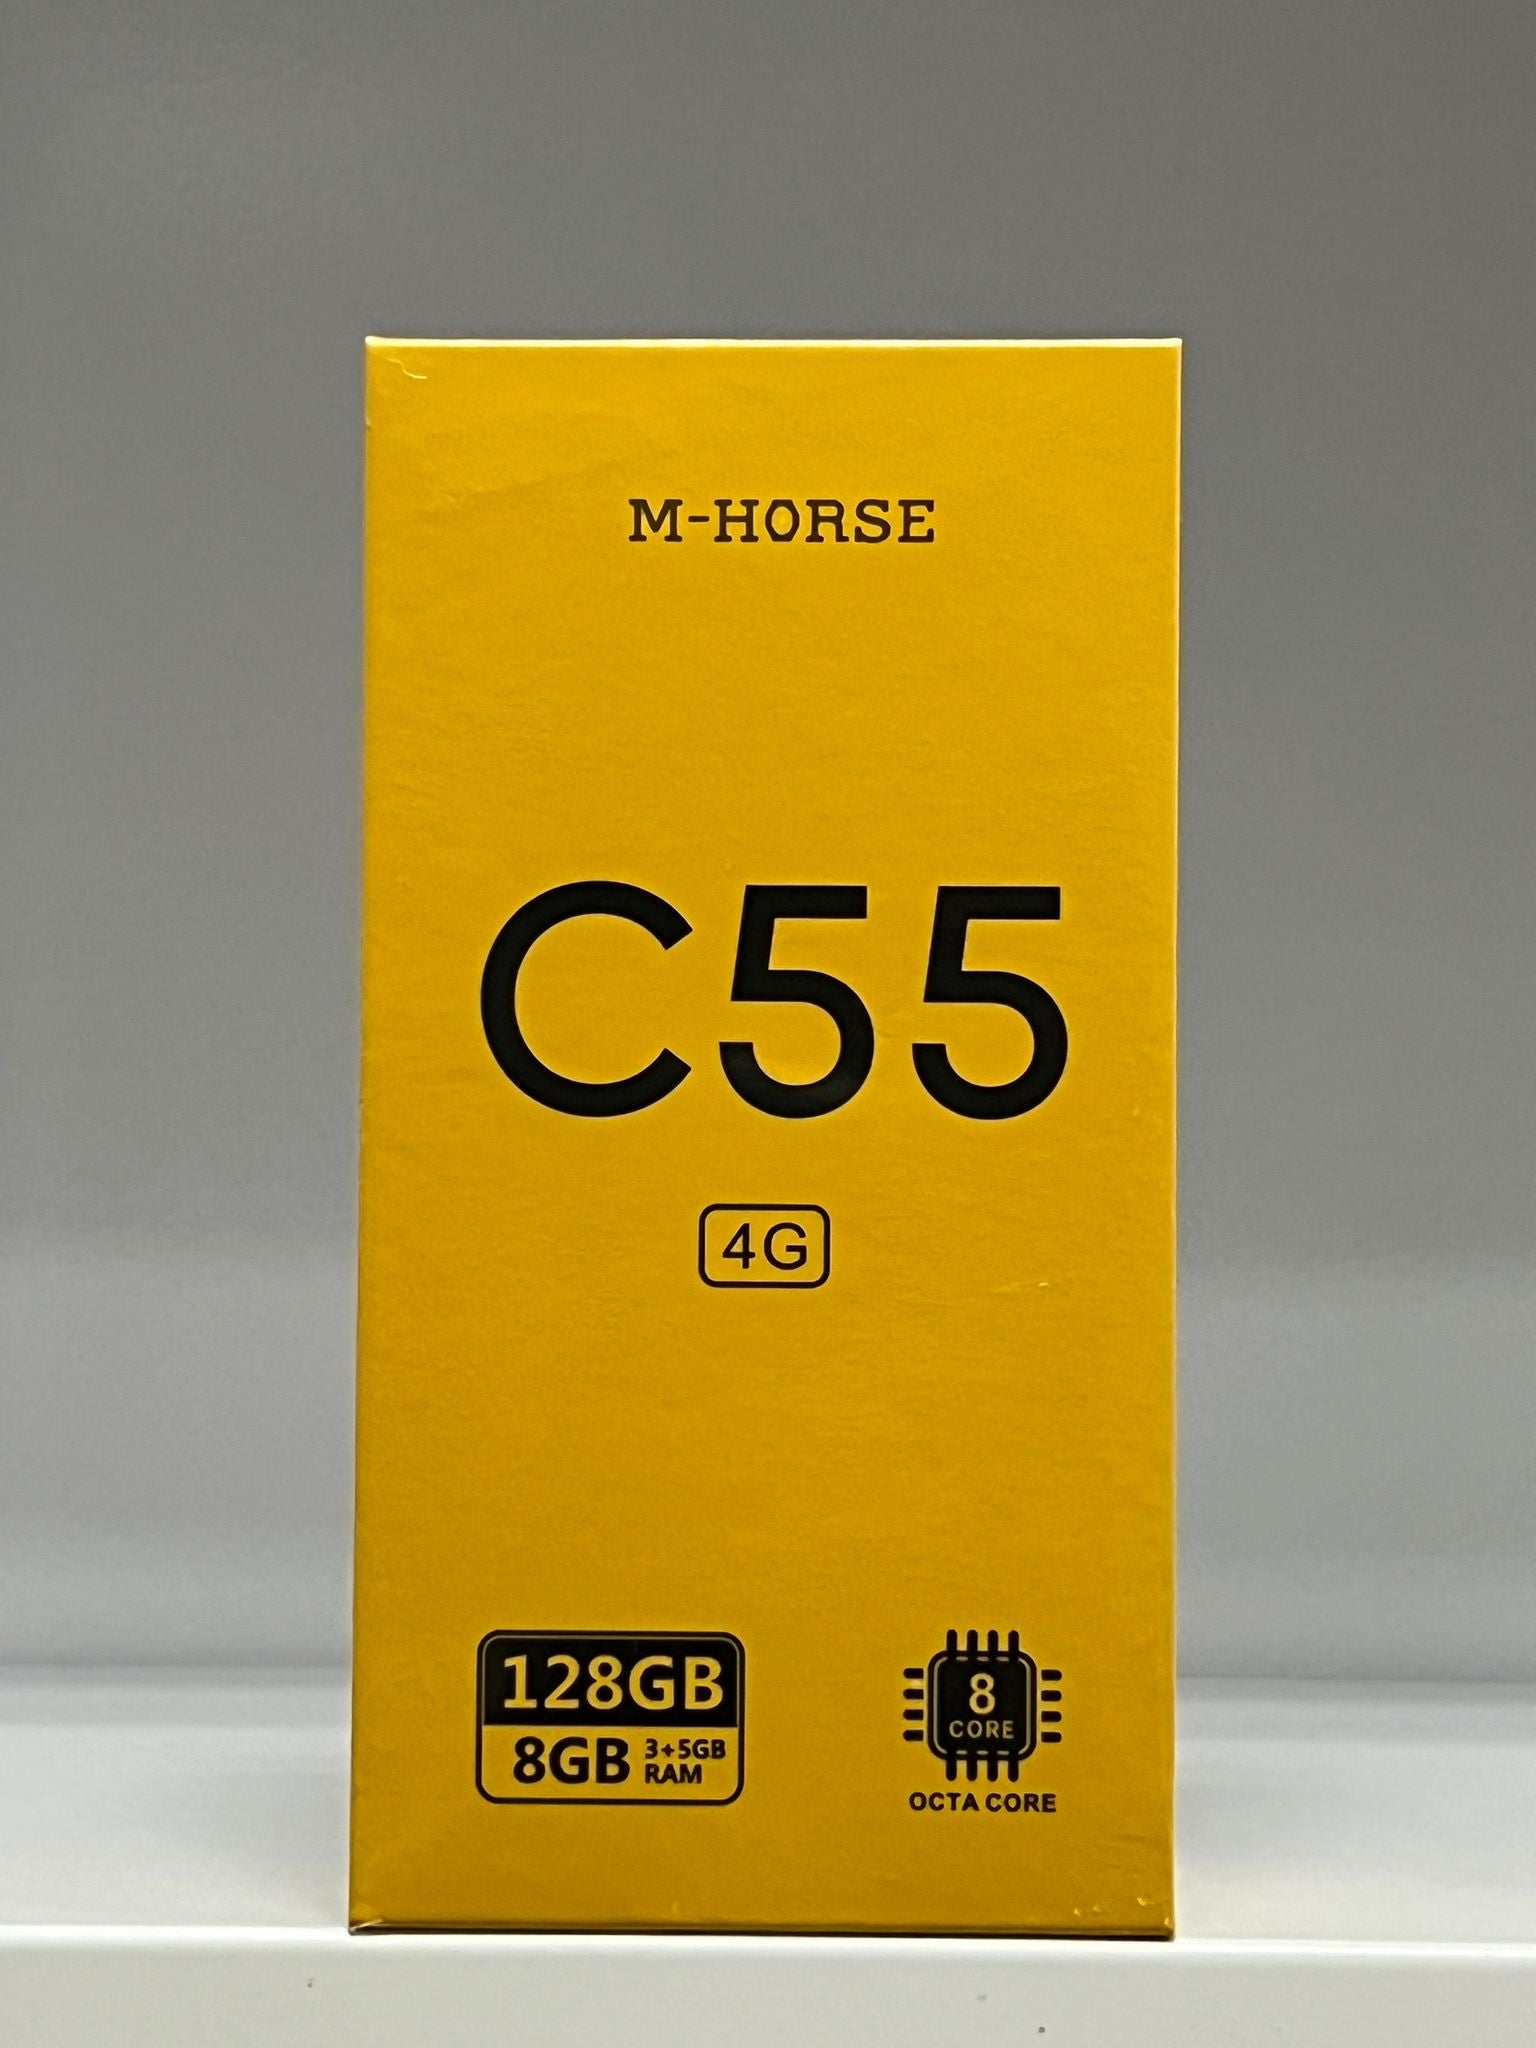 M-HORSE
C55
4G
128GB
8GB 3+5GB
RAM
8
CORE
OCTA CORE